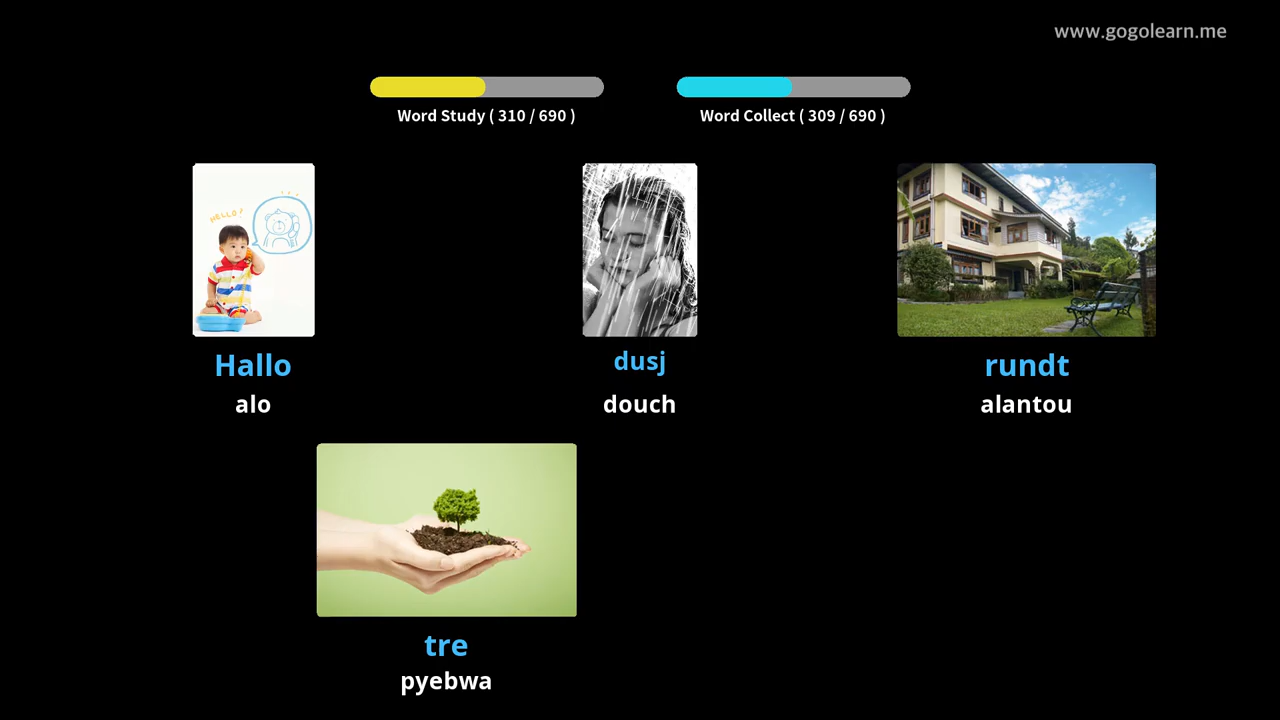 www.gogolearn.me
Word Study ( 310 / 690 )
Word Collect ( 309 / 690 )
HELLO?
Hallo
dusj
rundt
alo
douch
alantou
tre
pyebwa